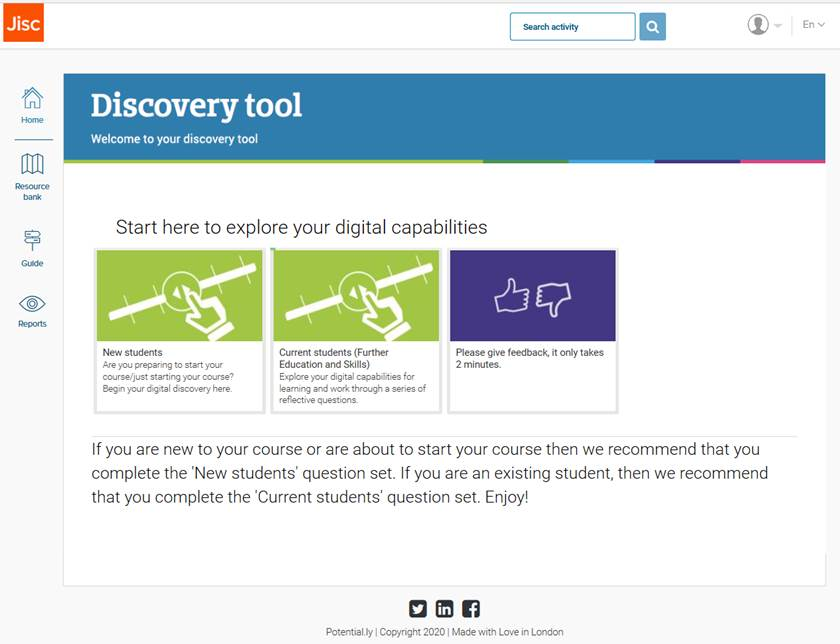 Jisc
Search activity
En
Home
Resource
bank
Guide
Reports
Discovery tool
Welcome to your discovery tool
Start here to explore your digital capabilities
New students
Are you preparing to start your
course/just starting your course?
Begin your digital discovery here.
Current students (Further
Education and Skills)
Explore your digital capabilities for
learning and work through a series of
reflective questions.
Please give feedback, it only takes
2 minutes.
If you are new to your course or are about to start your course then we recommend that you
complete the 'New students' question set. If you are an existing student, then we recommend
that you complete the 'Current students' question set. Enjoy!
Potential.ly | Copyright 2020 | Made with Love in London